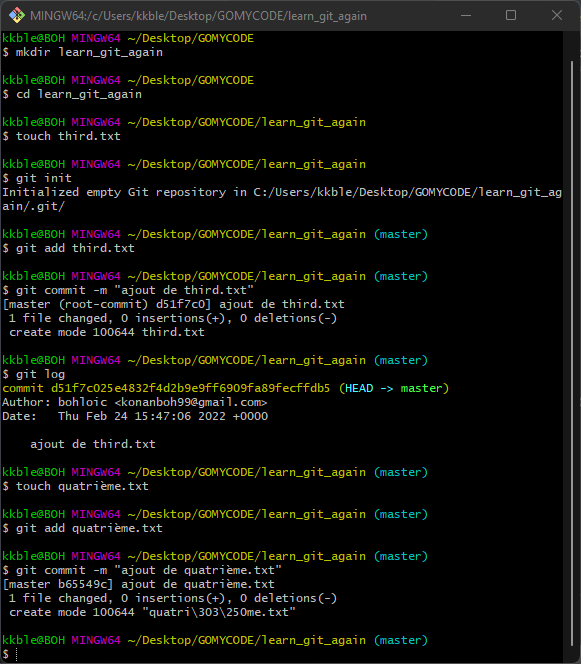 MINGW64:/c/Users/kkble/Desktop/GOMYCODE/learn_git_again
kkble@BOH MINGW64 ~/Desktop/GOMYCODE
$ mkdir learn_git_again
kkble@BOH MINGW64 ~/Desktop/GOMYCODE
$ cd learn_git_again
kkble@BOH MINGW64 ~/Desktop/GOMYCODE/learn_git_again
$ touch third.txt
kkble@BOH MINGW64 ~/Desktop/GOMYCODE/learn_git_again
$ git init
Initialized empty Git repository in C:/Users/kkble/Desktop/GOMYCODE/learn_git_ag
ain/.git/
kkble@BOH MINGW64 ~/Desktop/GOMYCODE/learn_git_again (master)
$ git add third.txt
kkble@BOH MINGW64 ~/Desktop/GOMYCODE/learn_git_again (master)
$ git commit -m "ajout de third.txt"
[master (root-commit) d51f7c0] ajout de third.txt
 1 file changed, 0 insertions(+), 0 deletions(-)
 create mode 100644 third.txt
kkble@BOH MINGW64 ~/Desktop/GOMYCODE/learn_git_again (master)
$ git log
commit d51f7c025e4832f4d2b9e9ff6909fa89fecffdb5 (HEAD -> master)
Author: bohloic <konanboh99@gmail.com>
Date:   Thu Feb 24 15:47:06 2022 +0000
    ajout de third.txt
kkble@BOH MINGW64 ~/Desktop/GOMYCODE/learn_git_again (master)
$ touch quatrième.txt
kkble@BOH MINGW64 ~/Desktop/GOMYCODE/learn_git_again (master)
$ git add quatrième.txt
kkble@BOH MINGW64 ~/Desktop/GOMYCODE/learn_git_again (master)
$ git commit -m "ajout de quatrième.txt"
[master b65549c] ajout de quatrième.txt
 1 file changed, 0 insertions(+), 0 deletions(-)
 create mode 100644 "quatri\303\250me.txt"
kkble@BOH MINGW64 ~/Desktop/GOMYCODE/learn_git_again (master)
$